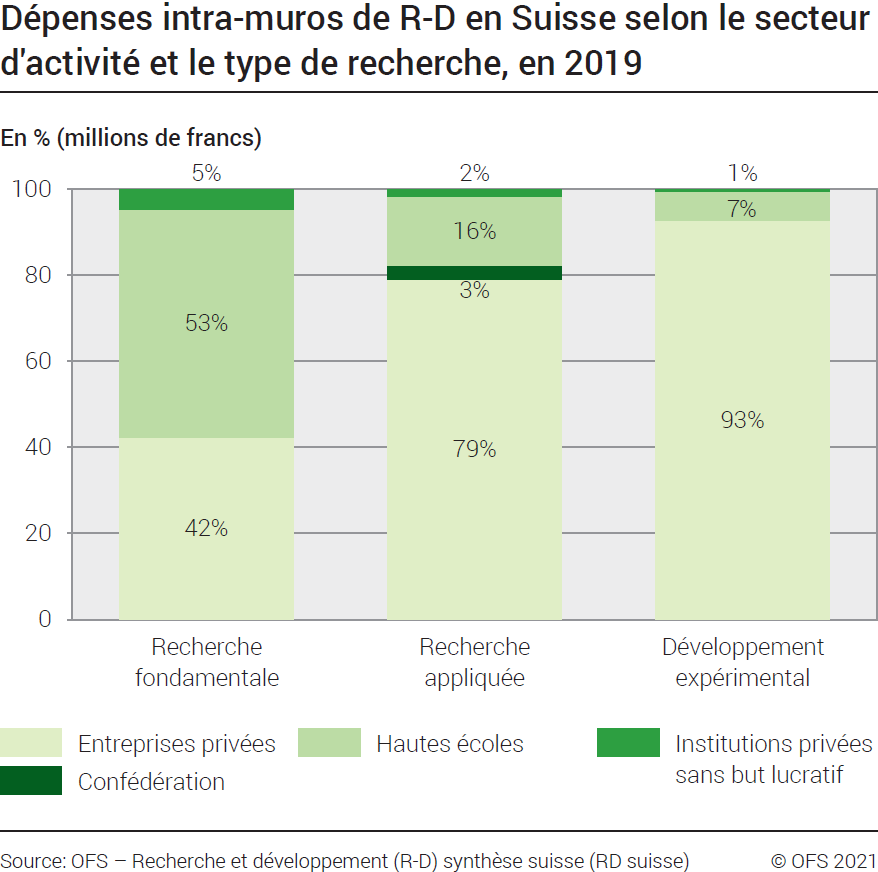 Dépenses intra-muros de R-D en Suisse selon le secteur
d'activité et le type de recherche, en 2019
En % (millions de francs)
5%
2%
1%
100
80
60
40
20
0
53%
42%
16%
3%
79%
7%
93%
Recherche
fondamentale
Recherche
appliquée
Développement
expérimental
Entreprises privées
Hautes écoles
Institutions privées
sans but lucratif
Confédération
Source: OFS – Recherche et développement (R-D) synthèse suisse (RD suisse)
© OFS 2021